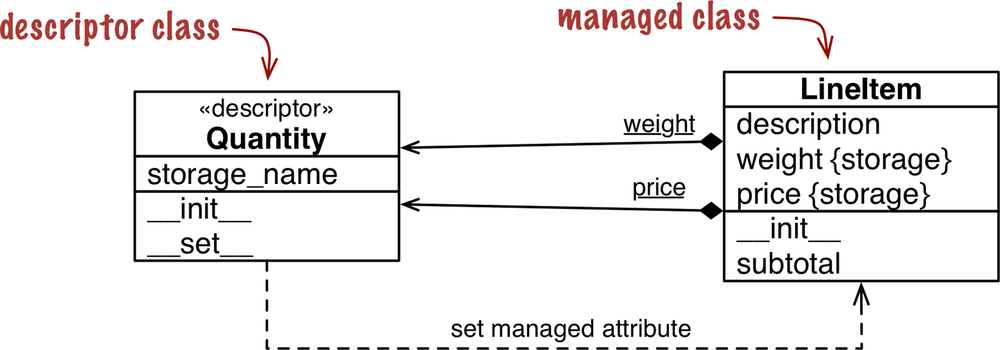 descriptor class
managed class
«descriptor»
Quantity
storage_name
__init__
__set__
weight
price
LineItem
description
weight {storage}
price {storage}
__init__
subtotal
set managed attribute